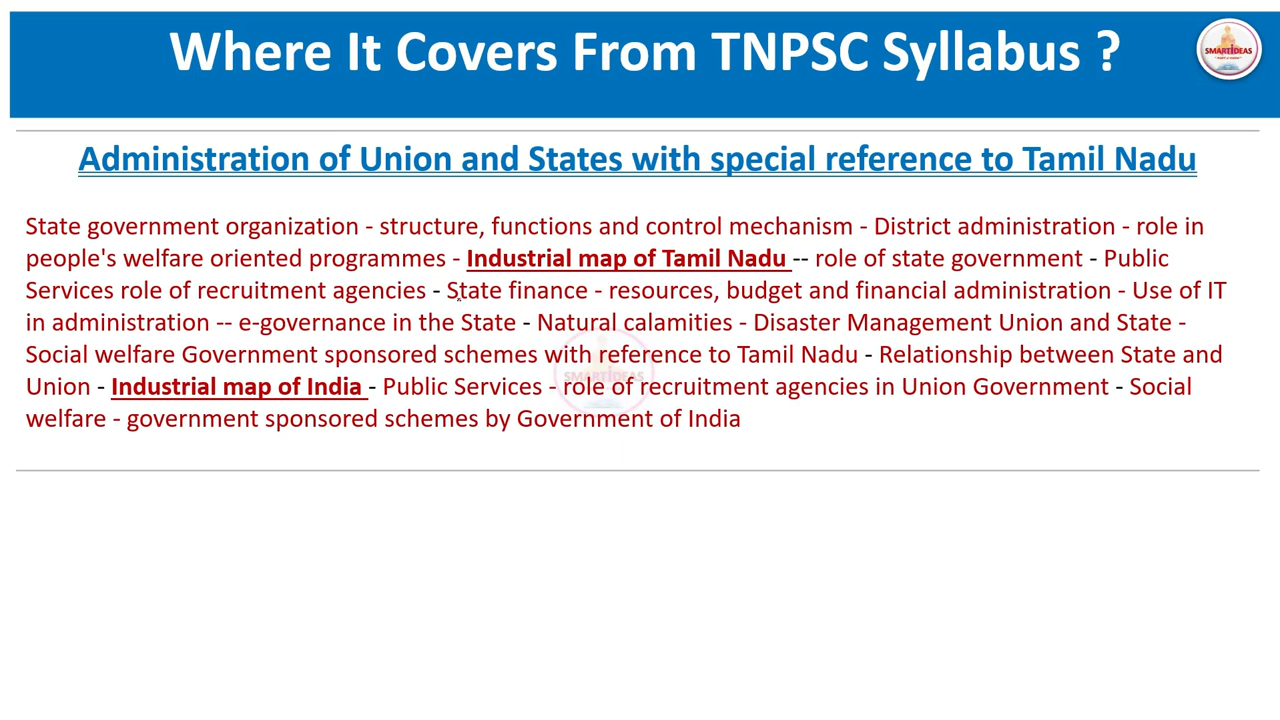 Where It Covers From TNPSC Syllabus ?
SMARTIDEAS
Administration of Union and States with special reference to Tamil Nadu
State government organization - structure, functions and control mechanism - District administration - role in
people's welfare oriented programmes - Industrial map of Tamil Nadu -- role of state government - Public
Services role of recruitment agencies - State finance - resources, budget and financial administration - Use of IT
in administration -- e-governance in the State - Natural calamities - Disaster Management Union and State -
Social welfare Government sponsored schemes with reference to Tamil Nadu - Relationship between State and
Union - Industrial map of India - Public Services - role of recruitment agencies in Union Government - Social
welfare - government sponsored schemes by Government of India
SMARTIDEAS